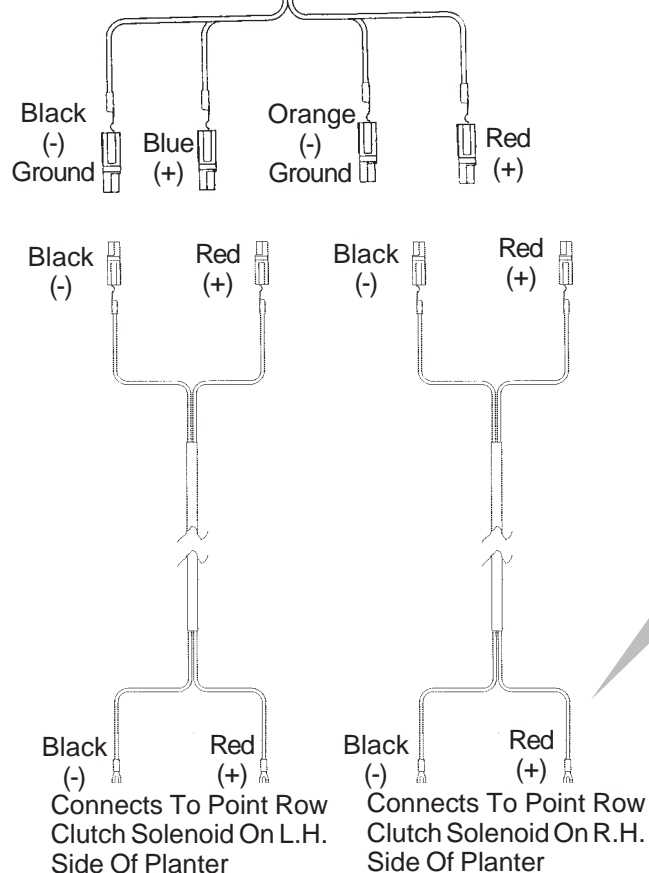 Black
(-)
Ground
Blue
(+)
Orange
(-)
Ground
Red
(+)
Black
(-)
Red
(+)
Black
(-)
Red
(+)
Black
(-)
Red
(+)
Connects To Point Row
Clutch Solenoid On L.H.
Side Of Planter
Black
(-)
Red
(+)
Connects To Point Row
Clutch Solenoid On R.H.
Side Of Planter